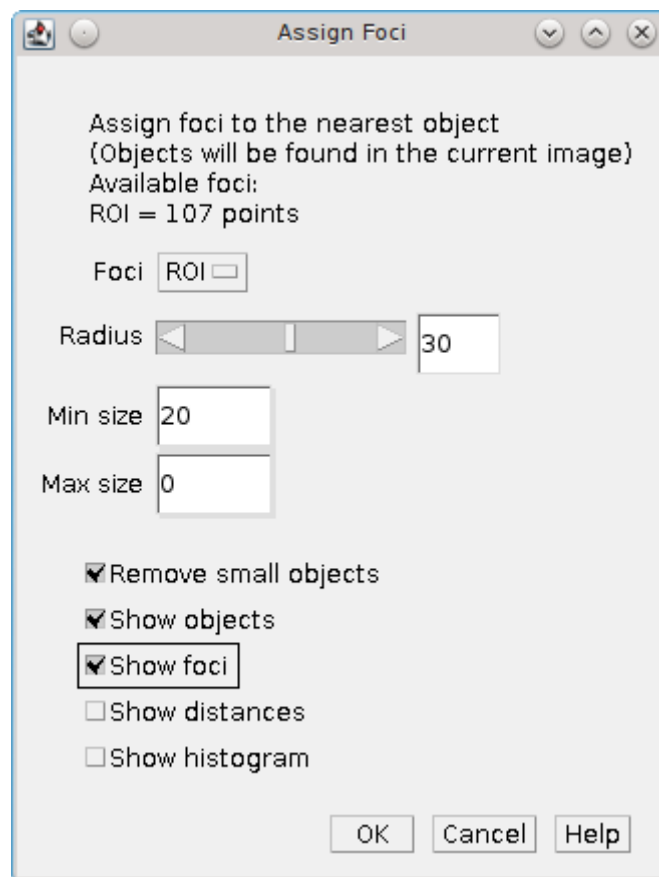 Assign Foci
Assign foci to the nearest object
(Objects will be found in the current image)
Available foci:
ROI = 107 points
Foci ROI
Radius 30
Min size 20
Max size 0
Remove small objects
Show objects
Show foci
Show distances
Show histogram
OK Cancel Help